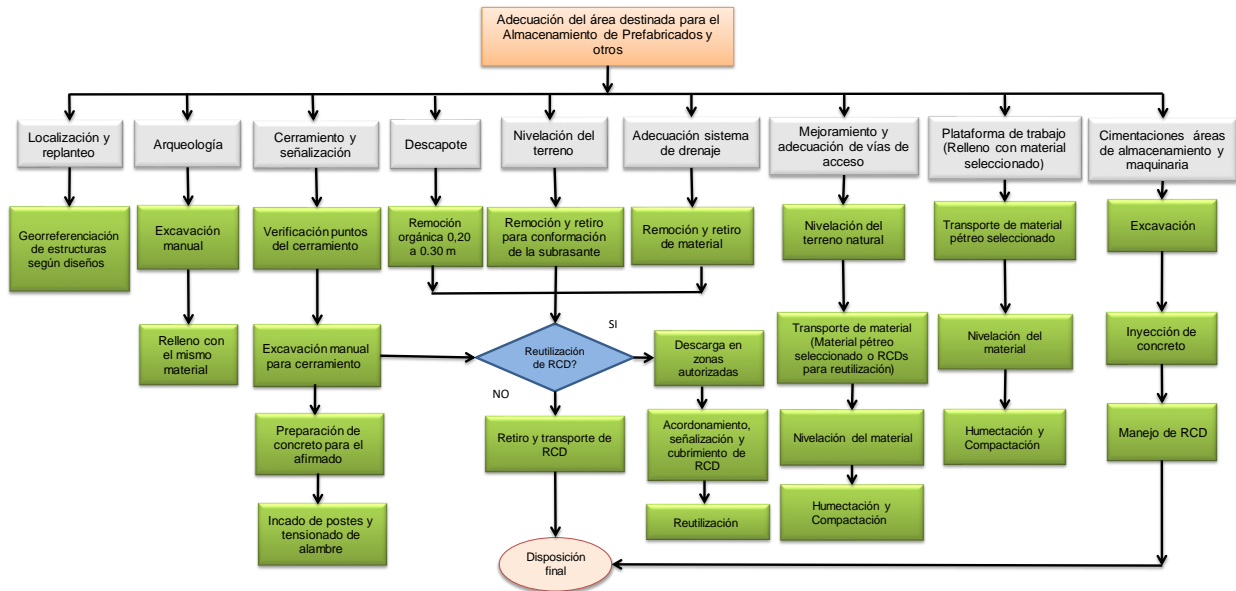 Adecuación del área destinada para el
Almacenamiento de Prefabricados y
otros
Localización y
replanteo
Arqueología
Cerramiento y
señalización
Descapote
Nivelación del
terreno
Adecuación sistema
de drenaje
Mejoramiento y
adecuación de vías de
acceso
Plataforma de trabajo
(Relleno con material
seleccionado)
Cimentaciones áreas
de almacenamiento y
maquinaria
Georreferenciación
de estructuras
según diseños
Excavación
manual
Verificación puntos
del cerramiento
Remoción
orgánica 0,20
a 0.30 m
Remoción y retiro
para conformación
de la subrasante
Remoción y retiro
de material
Nivelación del
terreno natural
Transporte de material
pétreo seleccionado
Excavación
Relleno con
el mismo
material
Excavación manual
para cerramiento
Reutilización
de RCD?
SI
NO
Descarga en
zonas
autorizadas
Transporte de material
(Material pétreo
seleccionado o RCDs
para reutilización)
Nivelación
del material
Inyección de
concreto
Preparación de
concreto para el
afirmado
Retiro y transporte de
RCD
Acordonamiento,
señalización y
cubrimiento de
RCD
Nivelación del material
Humectación y
Compactación
Manejo de RCD
Incado de postes y
tensionado de
alambre
Reutilización
Humectación y
Compactación
Disposición
final